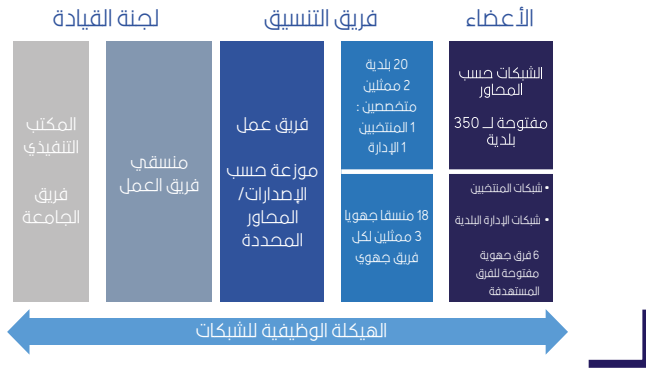 الأعضاء
فريق التنسيق
لجنة القيادة
الشبكات حسب
المحاور
مفتوحة لــ 350
بلدية
• شبكات المنتخبين
• شبكات الإدارة البلدية
6 فرق جهوية
مفتوحة للفرق
المستهدفة
20 بلدية
2 ممثلين
متخصصين :
1 المنتخبين
1 الإدارة
18 منسقا جهويا
3 ممثلين لكل
فريق جهوي
فريق عمل
موزعة حسب
الإصدارات/
المحاور
المحددة
منسقي
فريق العمل
المكتب
التنفيذي
فريق
الجامعة
الهيكلة الوظيفية للشبكات